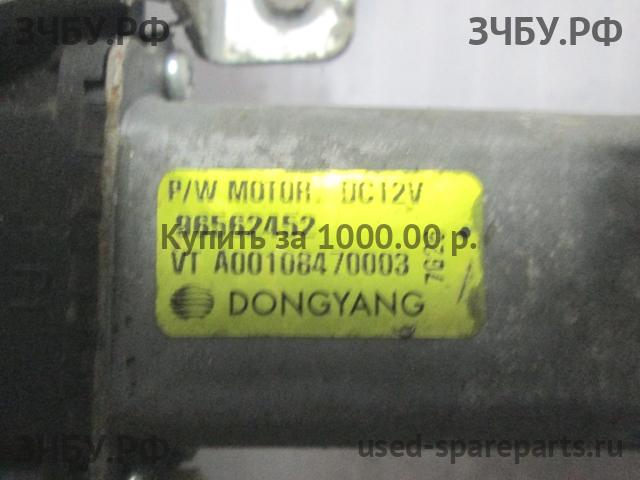 ЗЧБУ.РФ ЗЧБУ.РФ
P/W MOTOR. DC12V
96562452
Купить за 1000.00 р.
VT A00108470003
DONGYANG
ЗЧБУ.РФ
used-spareparts.ru